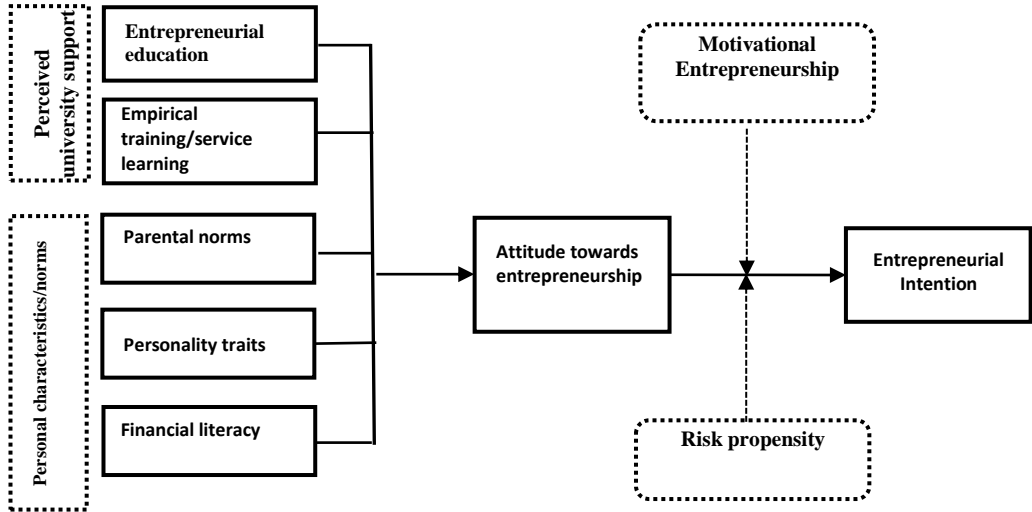 Perceived
university support
Entrepreneurial
education
Empirical
training/service
learning
Personal characteristics/norms
Parental norms
Personality traits
Financial literacy
Attitude towards
entrepreneurship
Motivational
Entrepreneurship
Risk propensity
Entrepreneurial
Intention